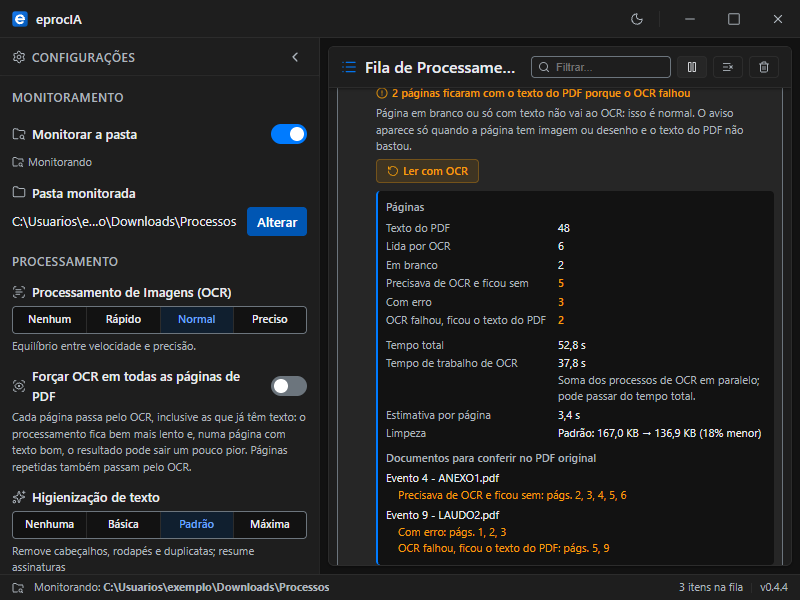 eprocIA
CONFIGURAÇÕES
MONITORAMENTO
Monitorar a pasta
Monitorando
Pasta monitorada
C:\Usuarios\e...o\Downloads\Processos
Alterar
PROCESSAMENTO
Processamento de Imagens (OCR)
Nenhum
Rápido
Normal
Preciso
Equilíbrio entre velocidade e precisão.
Forçar OCR em todas as páginas de
PDF
Cada página passa pelo OCR, inclusive as que já têm texto: o
processamento fica bem mais lento e, numa página com
texto bom, o resultado pode sair um pouco pior. Páginas
repetidas também passam pelo OCR.
Higienização de texto
Nenhuma
Básica
Padrão
Máxima
Remove cabeçalhos, rodapés e duplicatas; resume
assinaturas
Fila de Processame...
Filtrar...
2 páginas ficaram com o texto do PDF porque o OCR falhou
Página em branco ou só com texto não vai ao OCR: isso é normal. O aviso
aparece só quando a página tem imagem ou desenho e o texto do PDF não
bastou.
Ler com OCR
Páginas
Texto do PDF 48
Lida por OCR 6
Em branco 2
Precisava de OCR e ficou sem 5
Com erro 3
OCR falhou, ficou o texto do PDF 2
Tempo total 52,8 s
Tempo de trabalho de OCR 37,8 s
Soma dos processos de OCR em paralelo;
pode passar do tempo total.
Estimativa por página 3,4 s
Limpeza Padrão: 167,0 KB → 136,9 KB (18% menor)
Documentos para conferir no PDF original
Evento 4 - ANEXO1.pdf
Precisava de OCR e ficou sem: págs. 2, 3, 4, 5, 6
Evento 9 - LAUDO2.pdf
Com erro: págs. 1, 2, 3
OCR falhou, ficou o texto do PDF: págs. 5, 9
Monitorando: C:\Usuarios\exemplo\Downloads\Processos
3 itens na fila
v0.4.4